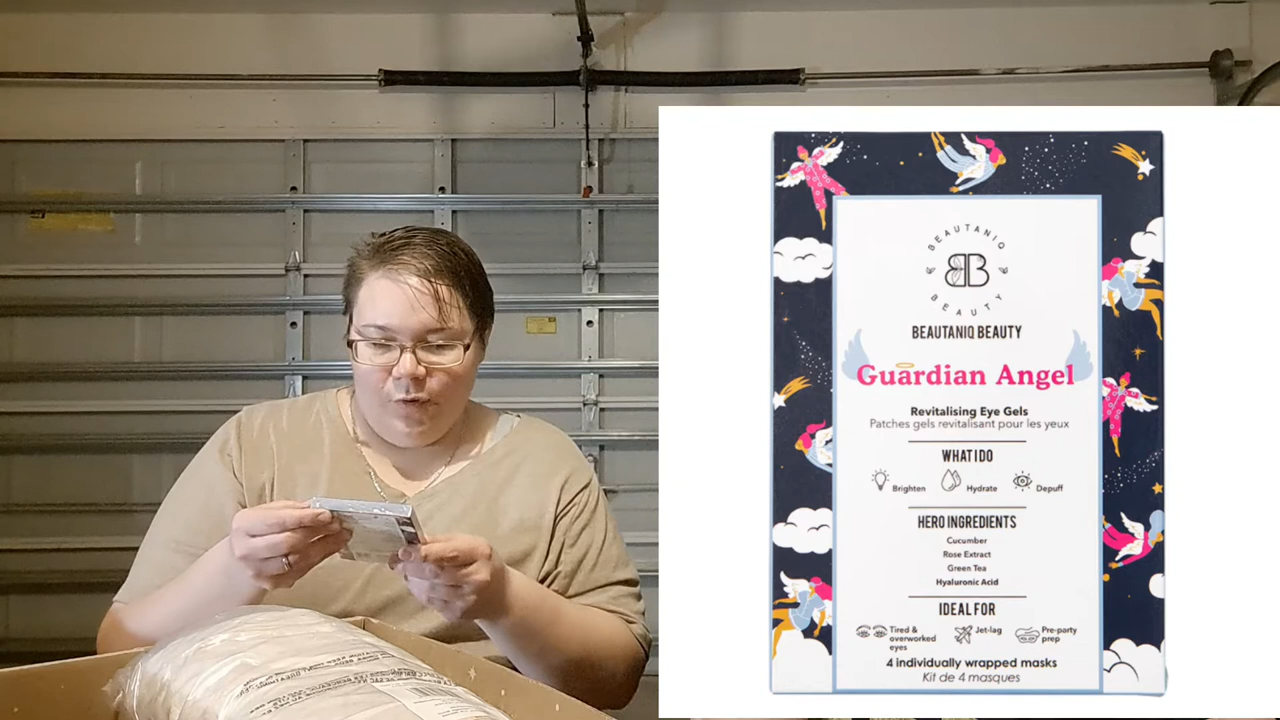 BEAUTANIQ
BB
BEAUTY
BEAUTANIQ BEAUTY
Guardian Angel
Revitalising Eye Gels
Patches gels revitalisant pour les yeux
WHAT I DO
Brighten
Hydrate
Depuff
HERO INGREDIENTS
Cucumber
Rose Extract
Green Tea
Hyaluronic Acid
IDEAL FOR
Tired &
overworked
eyes
Jet-lag
Pre-party
prep
4 individually wrapped masks
Kit de 4 masques